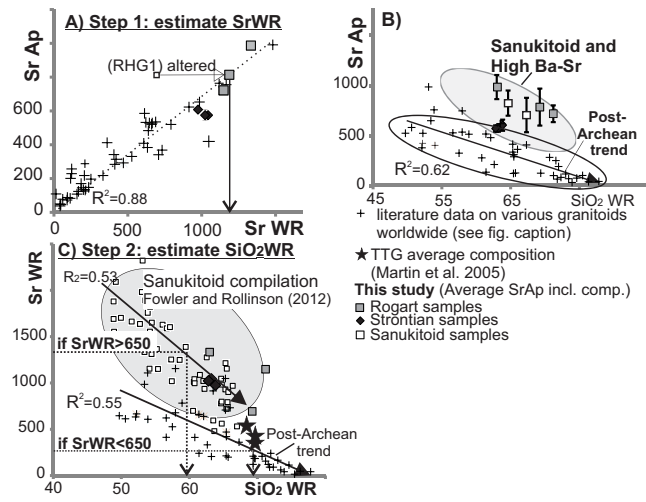 A) Step 1: estimate SrWR
Sr Ap
800
600
400
200
0
0
500
1000
Sr WR
(RHG1) altered
R²=0.88
B)
Sanukitoid and
High Ba-Sr
1000
500
0
45
55
65
SiO₂ WR
Post-
Archean
trend
R²=0.62
+ literature data on various granitoids
worldwide (see fig. caption)
★ TTG average composition
(Martin et al. 2005)
This study (Average SrAp incl. comp.)
Rogart samples
Strontian samples
Sanukitoid samples
C) Step 2: estimate SiO2WR
Sr WR
R₂=0.53
Sanukitoid compilation
Fowler and Rollinson (2012)
1500
if SrWR>650
1000
R²=0.55
500
if SrWR<650
Post-Archean
trend
0
40
60
80
SiO₂ WR